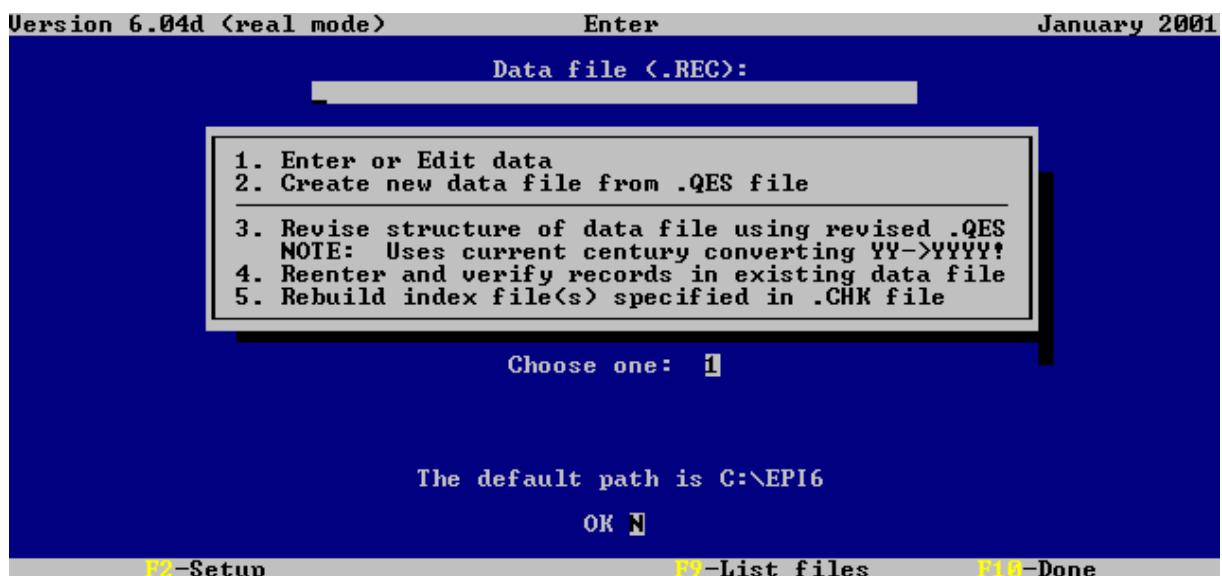 Version 6.04d (real mode) Enter January 2001
Data file (.REC):
1. Enter or Edit data
2. Create new data file from .QES file
3. Revise structure of data file using revised .QES
NOTE: Uses current century converting YY->YYYY!
4. Reenter and verify records in existing data file
5. Rebuild index file(s) specified in .CHK file
Choose one: 1
The default path is C:\EPI6
OK N
F2-Setup F9-List files F10-Done